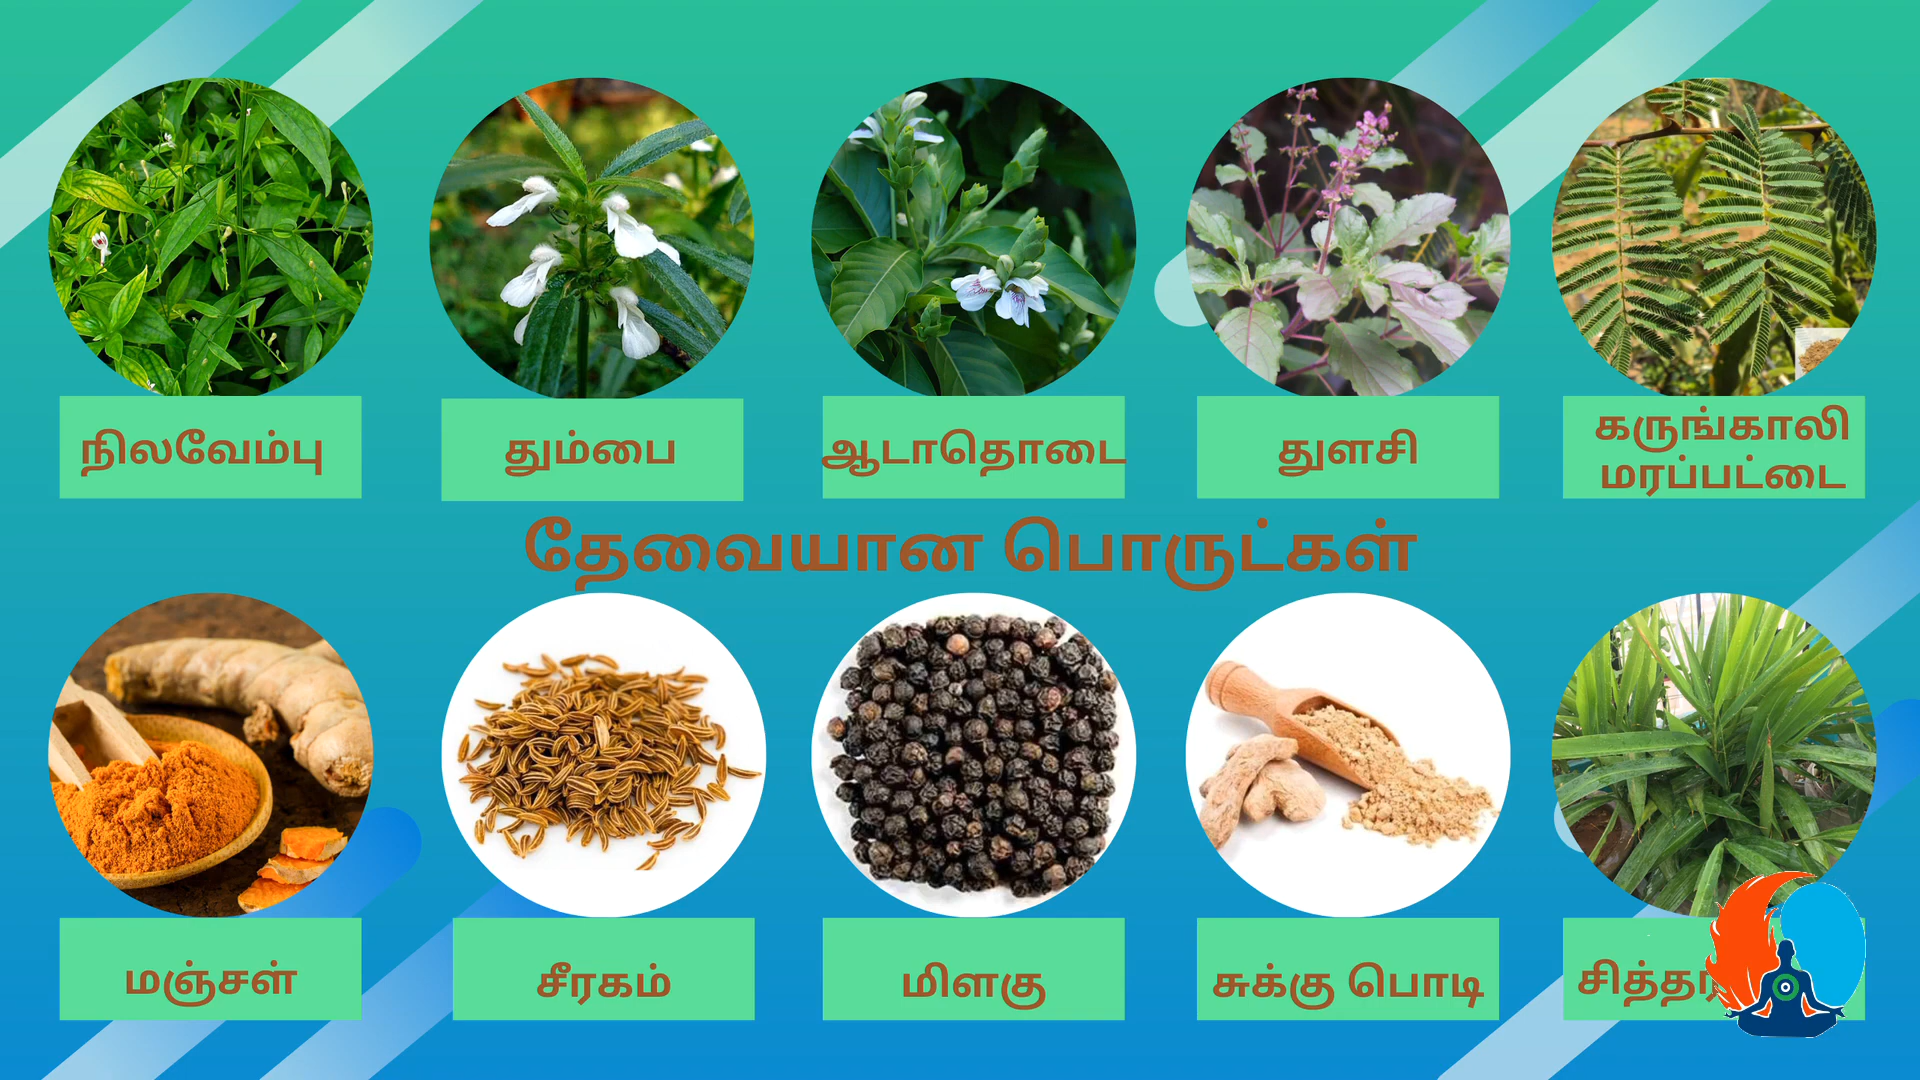 நிலவேம்பு
தும்பை
ஆடாதொடை
துளசி
கருங்காலி
மரப்பட்டை
தேவையான பொருட்கள்
மஞ்சள்
சீரகம்
மிளகு
சுக்கு பொடி